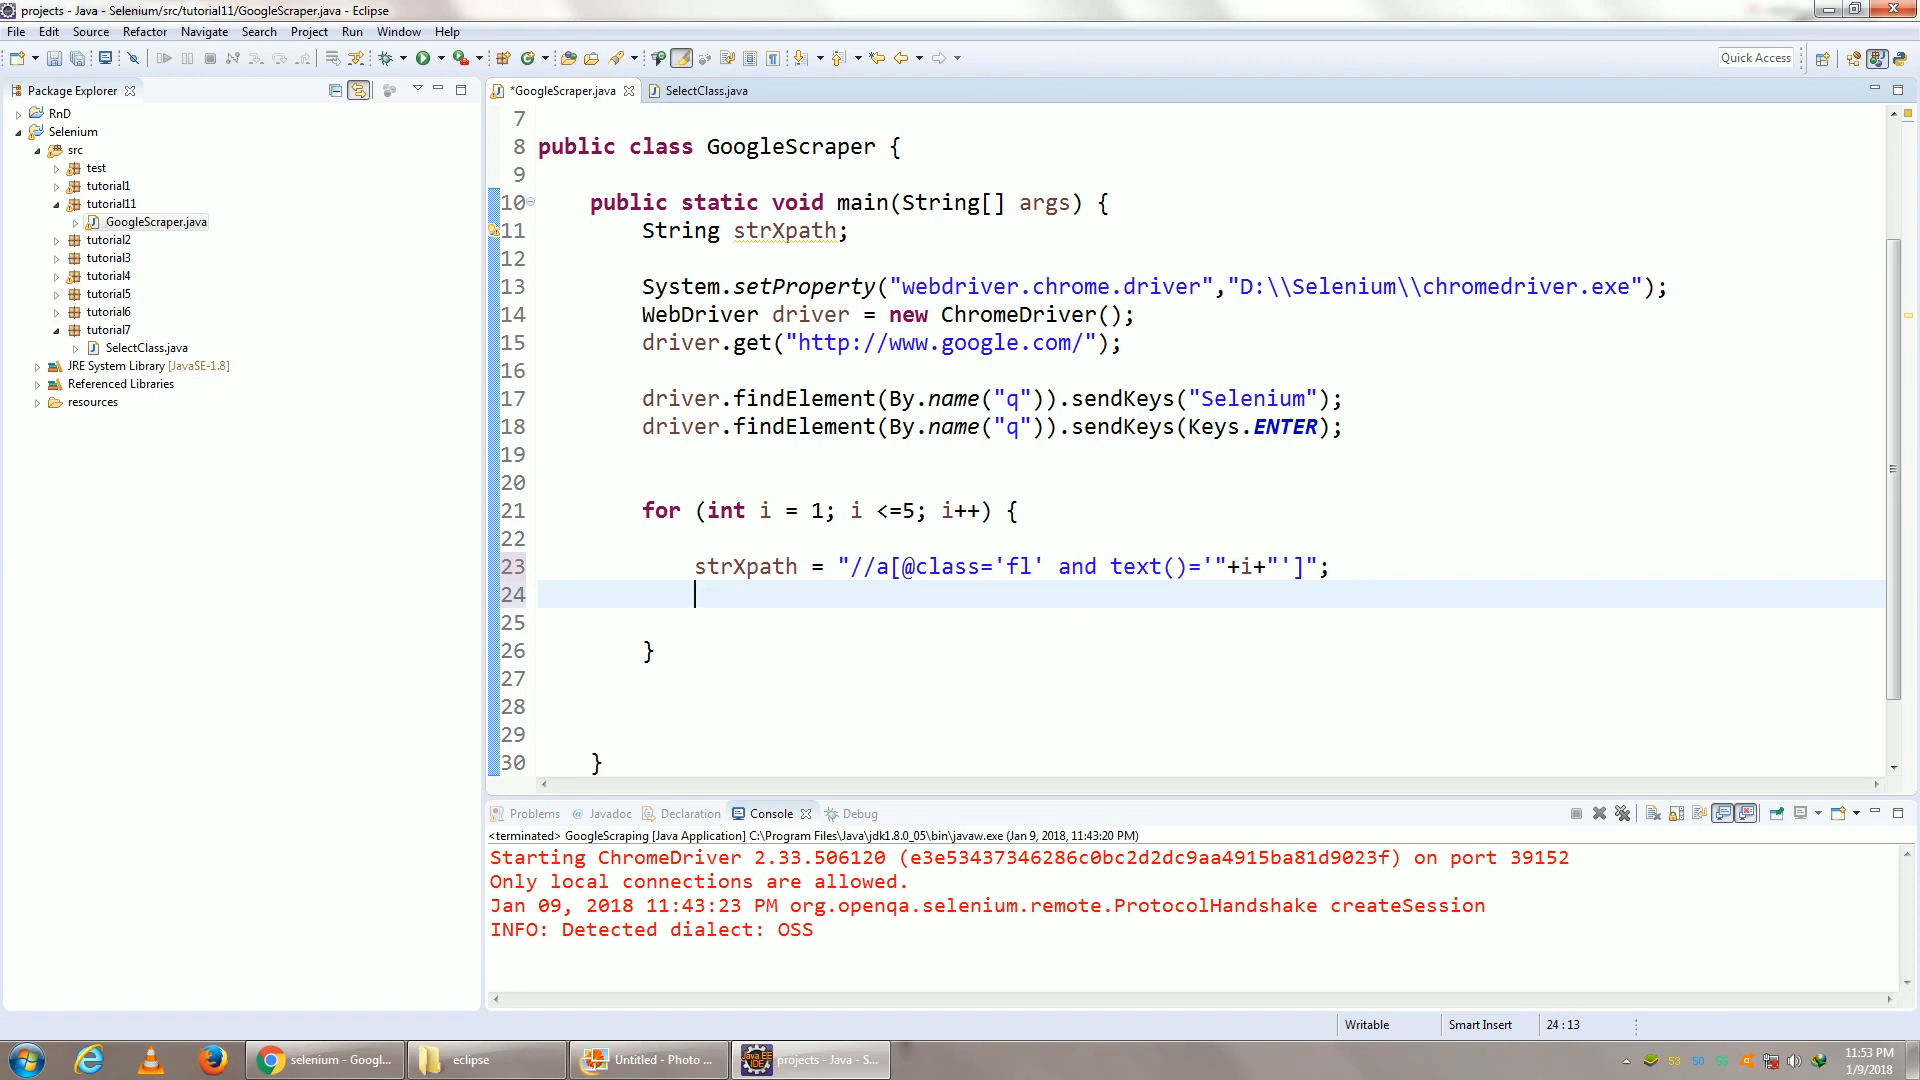 projects - Java - Selenium/src/tutorial11/GoogleScraper.java - Eclipse
File Edit Source Refactor Navigate Search Project Run Window Help
Quick Access
Package Explorer
*GoogleScraper.java
SelectClass.java
RnD
Selenium
src
test
tutorial1
tutorial11
GoogleScraper.java
tutorial2
tutorial3
tutorial4
tutorial5
tutorial6
tutorial7
SelectClass.java
JRE System Library [JavaSE-1.8]
Referenced Libraries
resources
7
8 public class GoogleScraper {
9
10 public static void main(String[] args) {
11 String strXpath;
12
13 System.setProperty("webdriver.chrome.driver","D:\\Selenium\\chromedriver.exe");
14 WebDriver driver = new ChromeDriver();
15 driver.get("http://www.google.com/");
16
17 driver.findElement(By.name("q")).sendKeys("Selenium");
18 driver.findElement(By.name("q")).sendKeys(Keys.ENTER);
19
20
21 for (int i = 1; i <=5; i++) {
22
23 strXpath = "//a[@class='fl' and text()='"+i+"']";
24
25
26 }
27
28
29
30 }
Problems @ Javadoc Declaration Console Debug
<terminated> GoogleScraping [Java Application] C:\Program Files\Java\jdk1.8.0_05\bin\javaw.exe (Jan 9, 2018, 11:43:20 PM)
Starting ChromeDriver 2.33.506120 (e3e53437346286c0bc2d2dc9aa4915ba81d9023f) on port 39152
Only local connections are allowed.
Jan 09, 2018 11:43:23 PM org.openqa.selenium.remote.ProtocolHandshake createSession
INFO: Detected dialect: OSS
Writable
Smart Insert
24 : 13
selenium - Googl...
eclipse
Untitled - Photo ...
projects - Java - S...
53 50
11:53 PM
1/9/2018